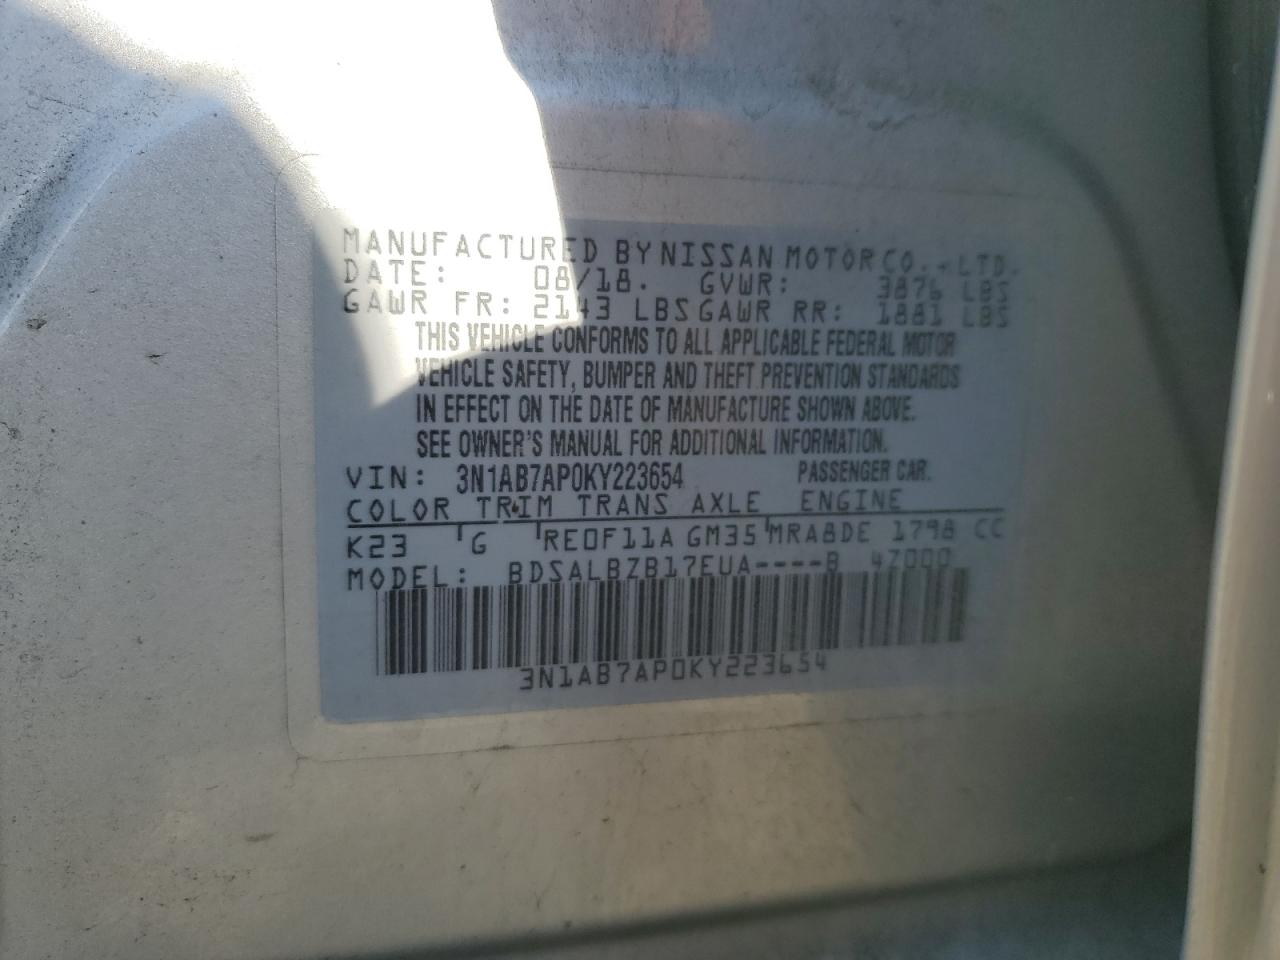 MANUFACTURED BY NISSAN MOTOR CO., LTD.
DATE: 08/18. GVWR: 3876 LBS
GAWR FR: 2143 LBS GAWR RR: 1881 LBS
THIS VEHICLE CONFORMS TO ALL APPLICABLE FEDERAL MOTOR
VEHICLE SAFETY, BUMPER AND THEFT PREVENTION STANDARDS
IN EFFECT ON THE DATE OF MANUFACTURE SHOWN ABOVE.
SEE OWNER'S MANUAL FOR ADDITIONAL INFORMATION.
VIN: 3N1AB7AP0KY223654 PASSENGER CAR.
COLOR TRIM TRANS AXLE ENGINE
K23 G RE0F11A GM35 MRA8DE 1798 CC
MODEL: BDSALBZB17EUA----B 4Z000
3N1AB7AP0KY223654